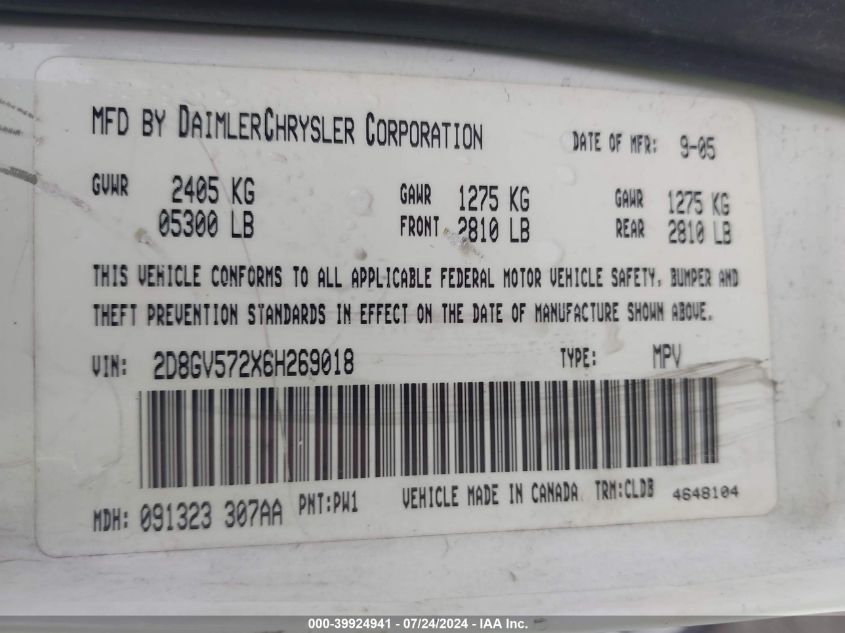 MFD BY DAIMLERCHRYSLER CORPORATION DATE OF MFR: 9-05
GVWR 2405 KG GAWR 1275 KG GAWR 1275 KG
05300 LB FRONT 2810 LB REAR 2810 LB
THIS VEHICLE CONFORMS TO ALL APPLICABLE FEDERAL MOTOR VEHICLE SAFETY, BUMPER AND
THEFT PREVENTION STANDARDS IN EFFECT ON THE DATE OF MANUFACTURE SHOWN ABOVE.
VIN: 2D8GV572X6H269018 TYPE: MPV
MDH: 091323 307AA PNT:PW1 VEHICLE MADE IN CANADA TRM:CLDB 4648104
000-39924941 - 07/24/2024 - IAA Inc.